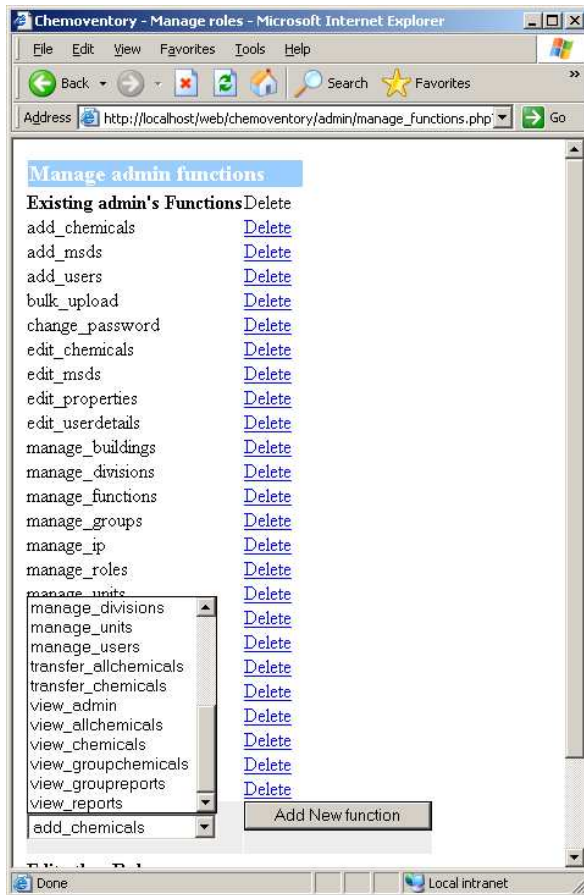 Chemoventory - Manage roles - Microsoft Internet Explorer
File Edit View Favorites Tools Help
Back Search Favorites »
Address http://localhost/web/chemoventory/admin/manage_functions.php Go
Manage admin functions
Existing admin's Functions Delete
add_chemicals Delete
add_msds Delete
add_users Delete
bulk_upload Delete
change_password Delete
edit_chemicals Delete
edit_msds Delete
edit_properties Delete
edit_userdetails Delete
manage_buildings Delete
manage_divisions Delete
manage_functions Delete
manage_groups Delete
manage_ip Delete
manage_roles Delete
manage_units Delete
manage_divisions
manage_units Delete
manage_users Delete
transfer_allchemicals Delete
transfer_chemicals Delete
view_admin Delete
view_allchemicals Delete
view_chemicals
view_groupchemicals Delete
view_groupreports Delete
view_reports
add_chemicals Add New function
Done Local intranet